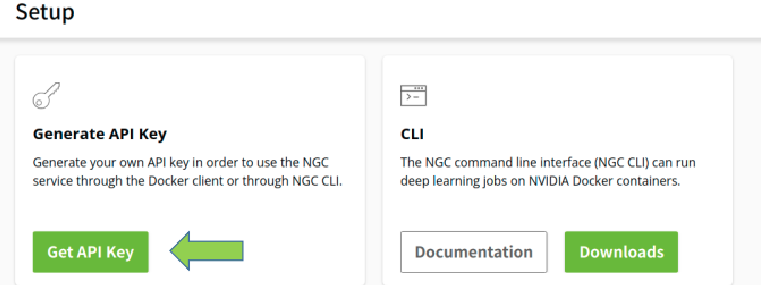 Setup
Generate API Key
Generate your own API key in order to use the NGC
service through the Docker client or through NGC CLI.
Get API Key
>-
CLI
The NGC command line interface (NGC CLI) can run
deep learning jobs on NVIDIA Docker containers.
Documentation
Downloads